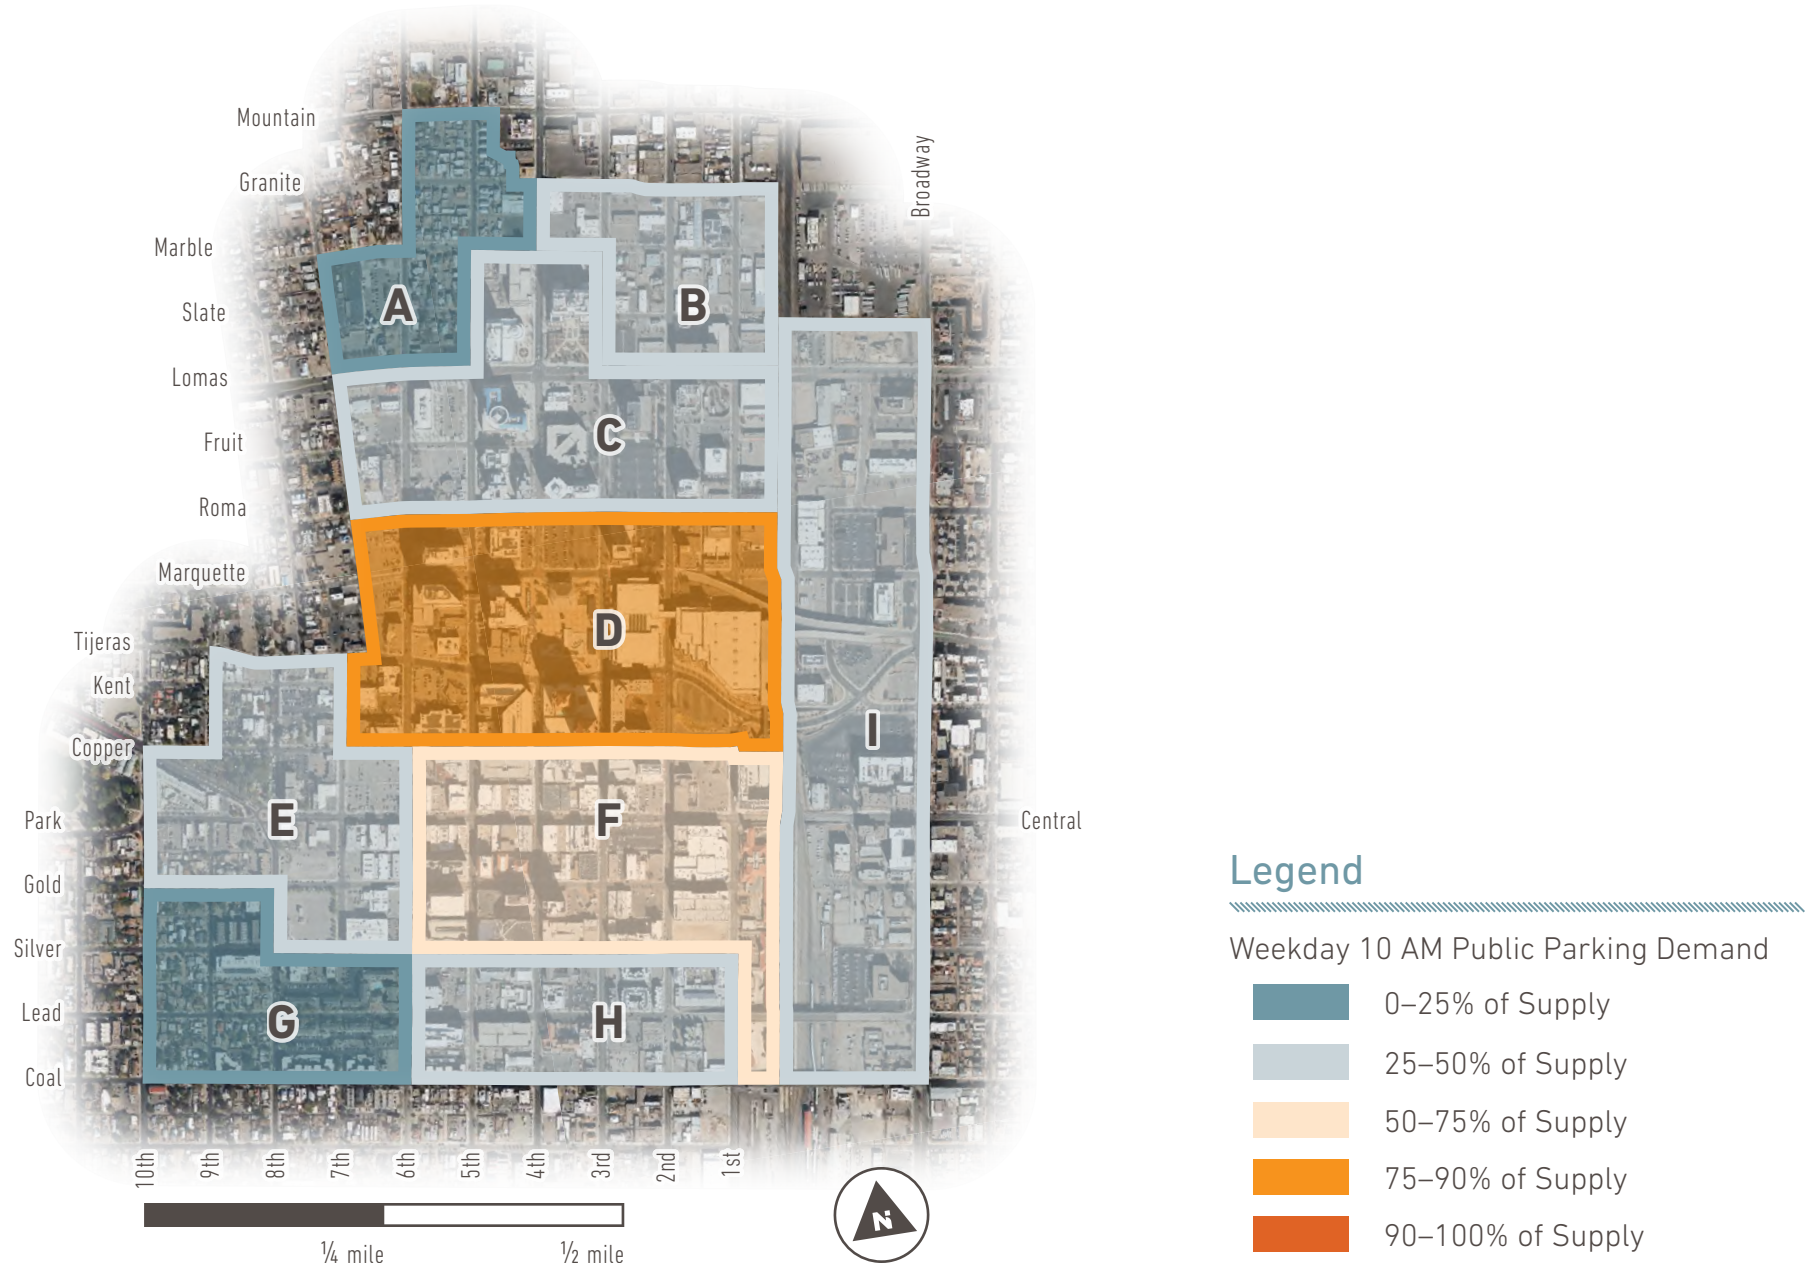 Mountain
Granite
Marble
Slate
Lomas
Fruit
Roma
Marquette
Tijeras
Kent
Copper
Park
Gold
Silver
Lead
Coal
Broadway
Central
A
B
C
D
E
F
G
H
I
10th
9th
8th
7th
6th
5th
4th
3rd
2nd
1st
¼ mile
½ mile
N
Legend
Weekday 10 AM Public Parking Demand
0–25% of Supply
25–50% of Supply
50–75% of Supply
75–90% of Supply
90–100% of Supply